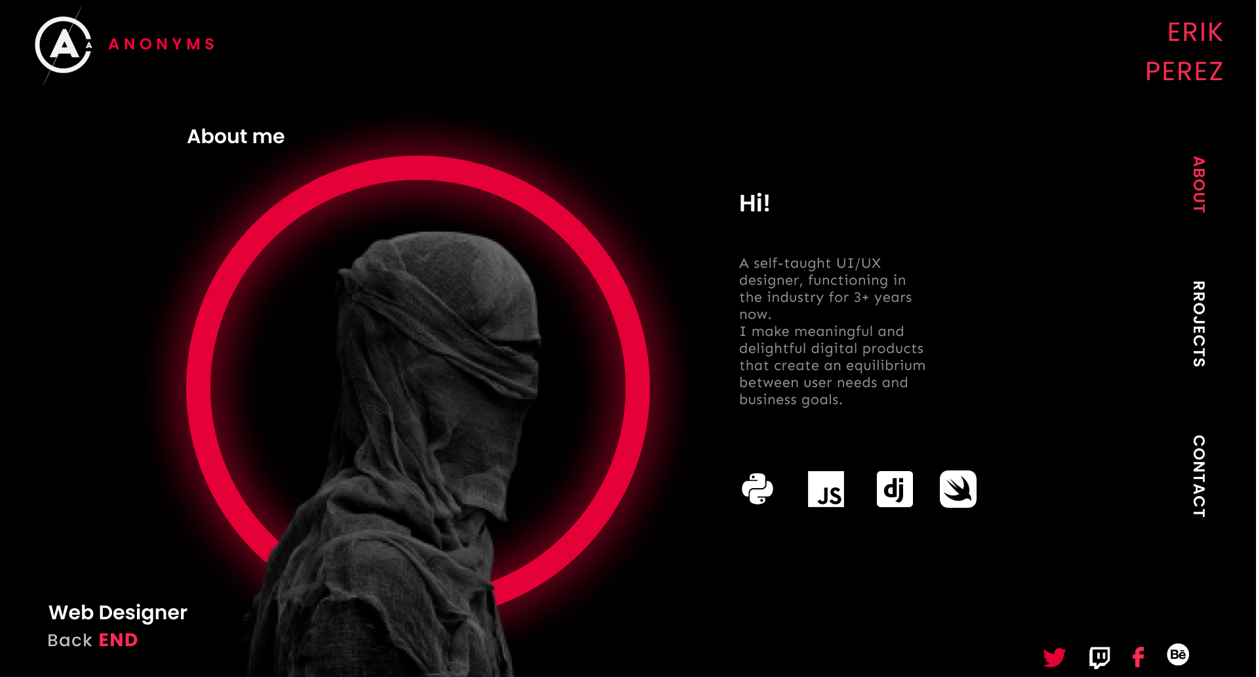 A
A
ANONYMS
ERIK
PEREZ
About me
ABOUT
Hi!
A self-taught UI/UX
designer, functioning in
the industry for 3+ years
now.
I make meaningful and
delightful digital products
that create an equilibrium
between user needs and
business goals.
RROJECTS
CONTACT
JS
dj
Web Designer
Back END
Bē